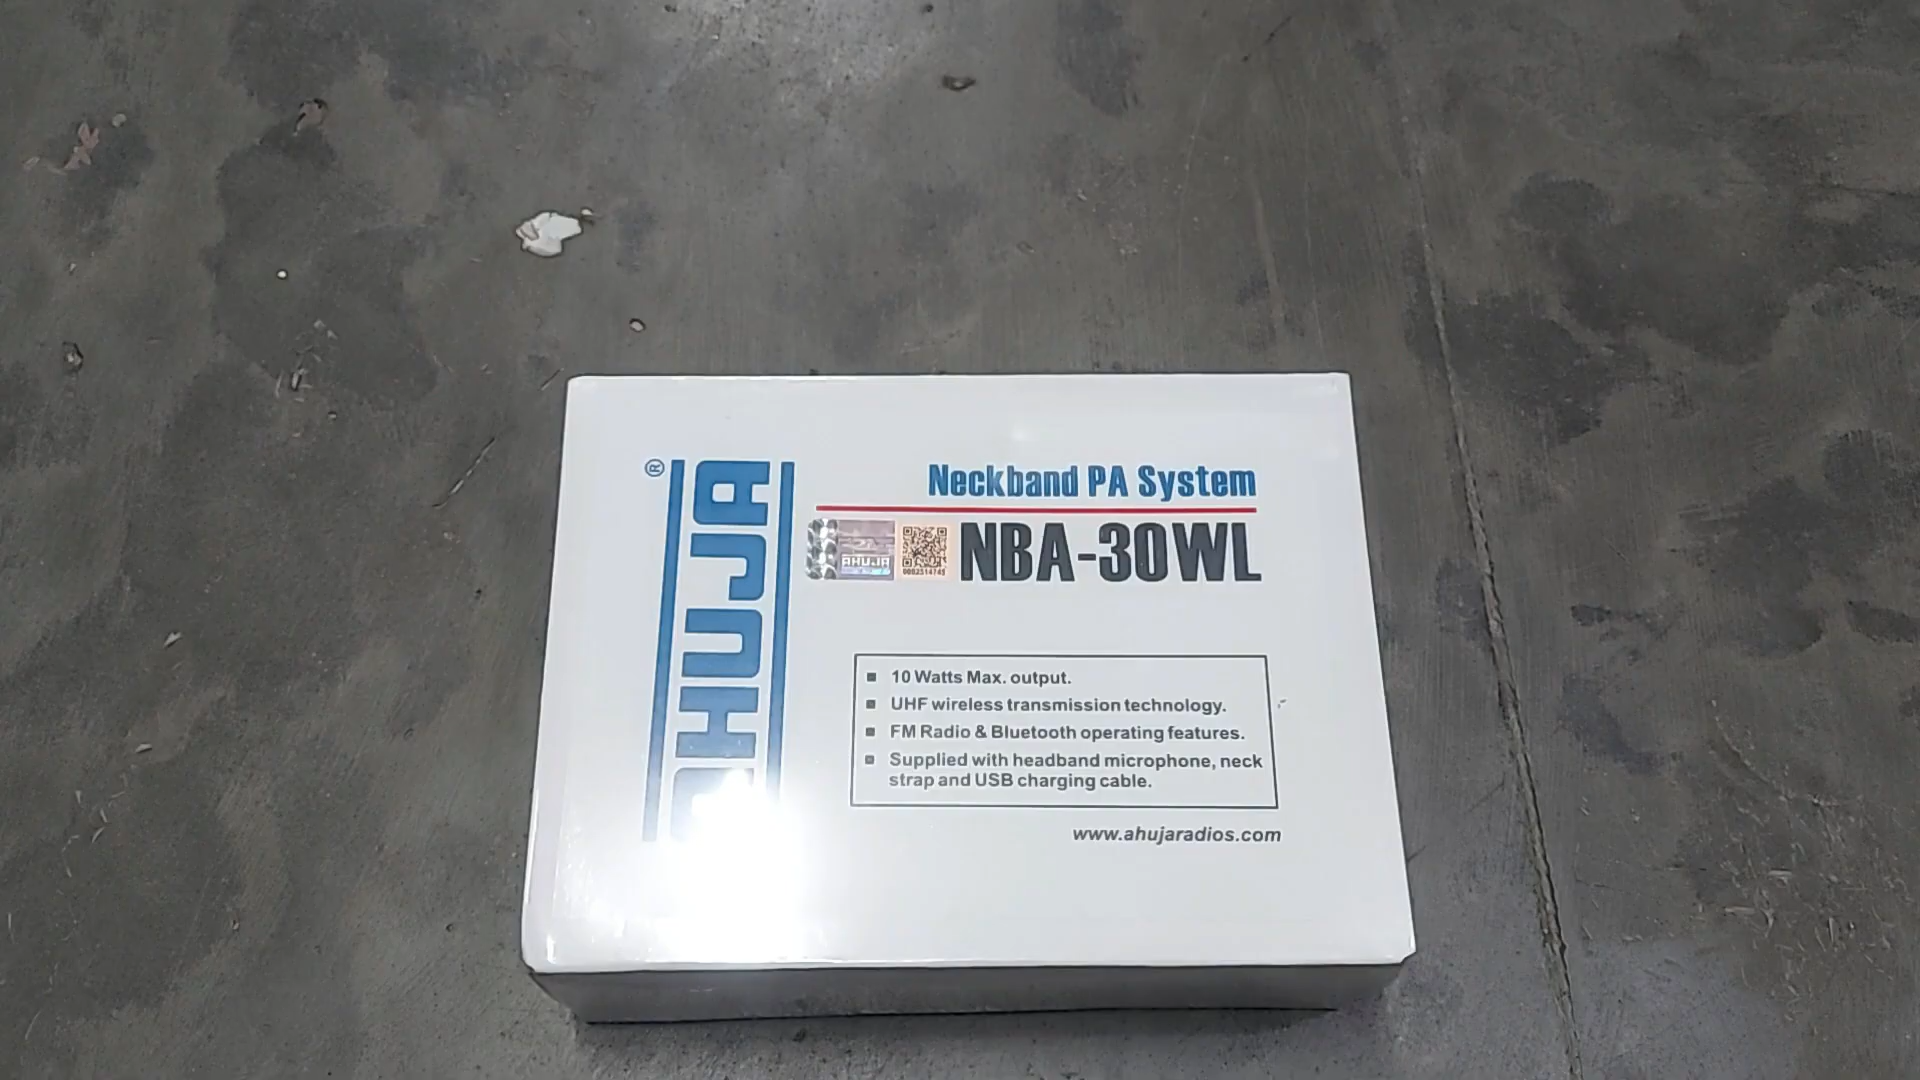 AHUJA®
Neckband PA System
NBA-30WL
AHUJA
▪ 10 Watts Max. output.
▪ UHF wireless transmission technology.
▪ FM Radio & Bluetooth operating features.
▪ Supplied with headband microphone, neck
strap and USB charging cable.
www.ahujaradios.com